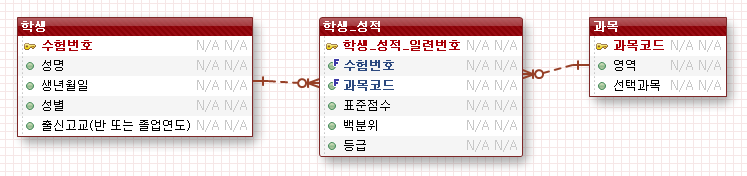 학생
수험번호 N/A N/A
성명 N/A N/A
생년월일 N/A N/A
성별 N/A N/A
출신고교(반 또는 졸업연도) N/A N/A
학생_성적
학생_성적_일련번호 N/A N/A
F 수험번호 N/A N/A
F 과목코드 N/A N/A
표준점수 N/A N/A
백분위 N/A N/A
등급 N/A N/A
과목
과목코드 N/A N/A
영역 N/A N/A
선택과목 N/A N/A